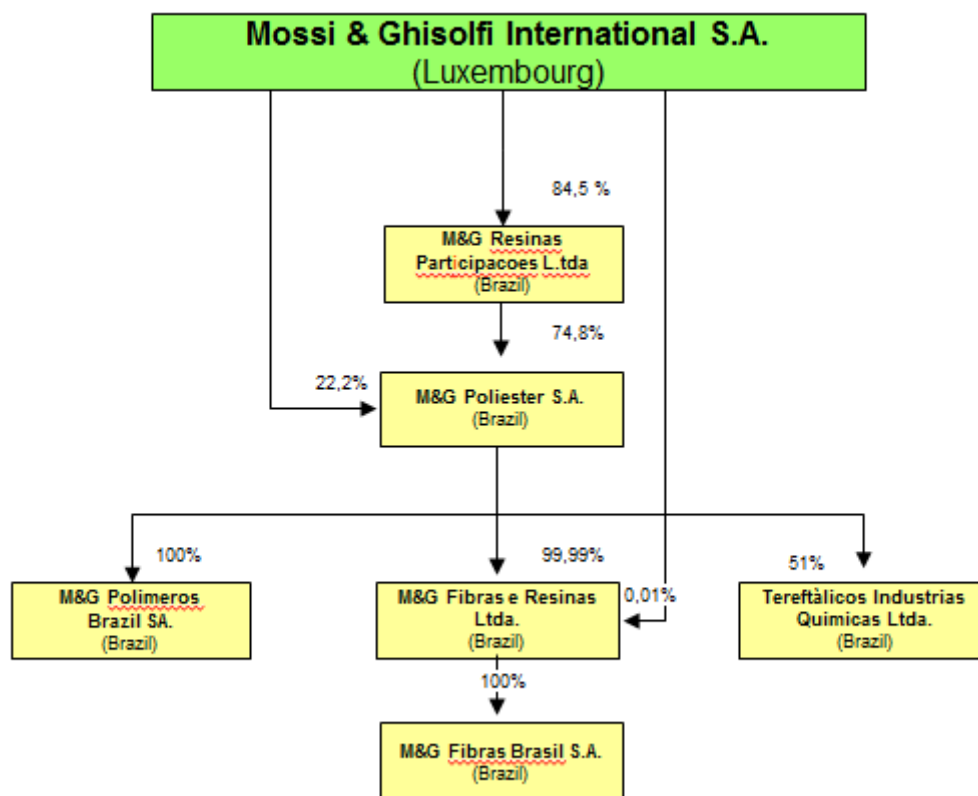 Mossi & Ghisolfi International S.A.
(Luxembourg)
84,5 %
M&G Resinas
Participacoes L.tda
(Brazil)
74,8%
22,2%
M&G Poliester S.A.
(Brazil)
100%
99,99%
51%
M&G Polimeros
Brazil SA.
(Brazil)
M&G Fibras e Resinas
Ltda.
(Brazil)
0,01%
Tereftàlicos Industrias
Quimicas Ltda.
(Brazil)
100%
M&G Fibras Brasil S.A.
(Brazil)